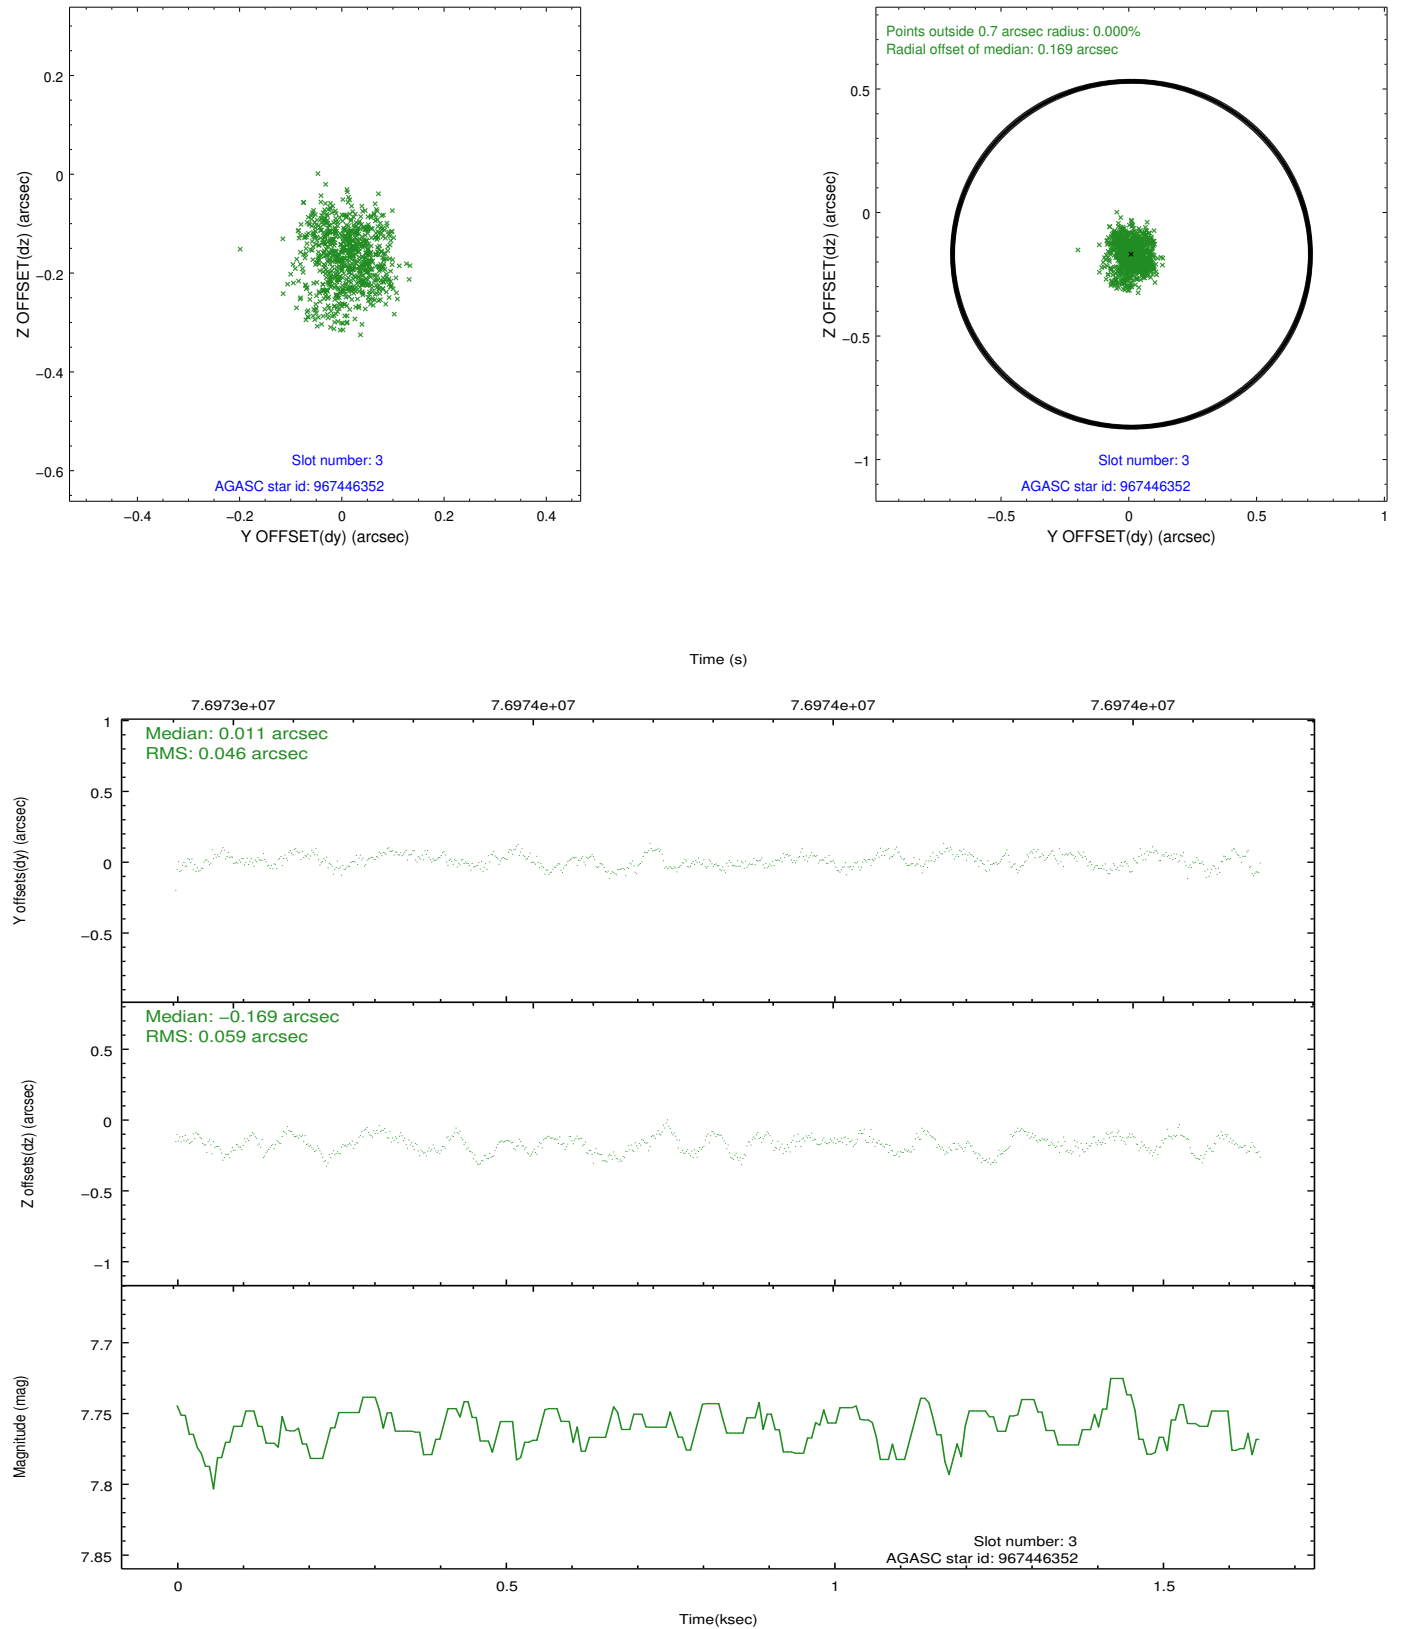 0.2
0
−0.2
−0.4
−0.6
Z OFFSET(dz) (arcsec)
Slot number: 3
AGASC star id: 967446352
−0.4 −0.2 0 0.2 0.4
Y OFFSET(dy) (arcsec)
Points outside 0.7 arcsec radius: 0.000%
Radial offset of median: 0.169 arcsec
0.5
0
−0.5
−1
Z OFFSET(dz) (arcsec)
Slot number: 3
AGASC star id: 967446352
−0.5 0 0.5 1
Y OFFSET(dy) (arcsec)
Time (s)
7.6973e+07 7.6974e+07 7.6974e+07 7.6974e+07
Median: 0.011 arcsec
RMS: 0.046 arcsec
1
0.5
0
−0.5
Y offsets(dy) (arcsec)
Median: −0.169 arcsec
RMS: 0.059 arcsec
0.5
0
−0.5
−1
Z offsets(dz) (arcsec)
7.7
7.75
7.8
7.85
Magnitude (mag)
Slot number: 3
AGASC star id: 967446352
0 0.5 1 1.5
Time(ksec)